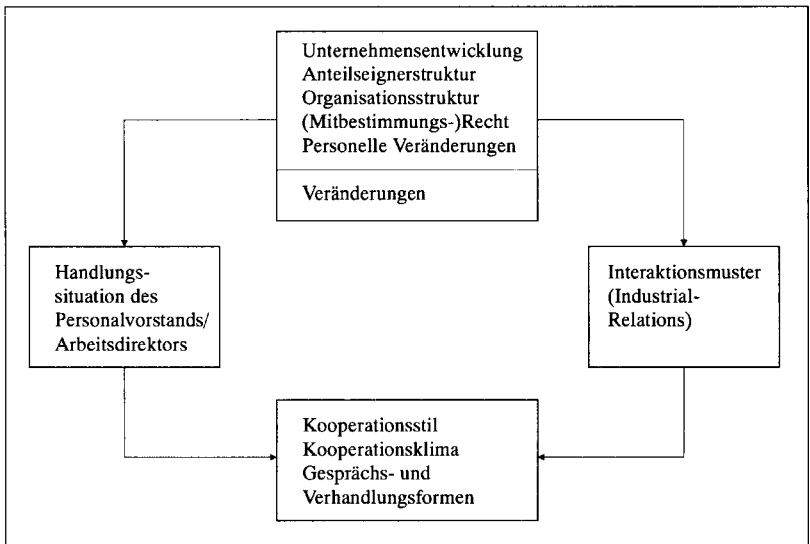 Unternehmensentwicklung
Anteilseignerstruktur
Organisationsstruktur
(Mitbestimmungs-)Recht
Personelle Veränderungen
Veränderungen
Handlungs-
situation des
Personalvorstands/
Arbeitsdirektors
Interaktionsmuster
(Industrial-
Relations)
Kooperationsstil
Kooperationsklima
Gesprächs- und
Verhandlungsformen